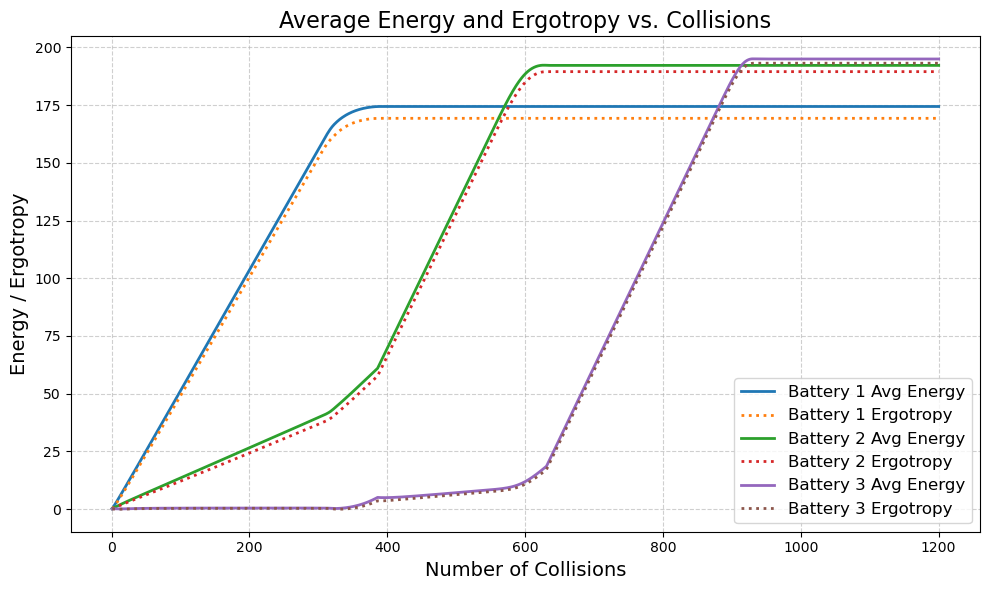 Average Energy and Ergotropy vs. Collisions
Energy / Ergotropy
200
175
150
125
100
75
50
25
0
0 200 400 600 800 1000 1200
Number of Collisions
Battery 1 Avg Energy
Battery 1 Ergotropy
Battery 2 Avg Energy
Battery 2 Ergotropy
Battery 3 Avg Energy
Battery 3 Ergotropy